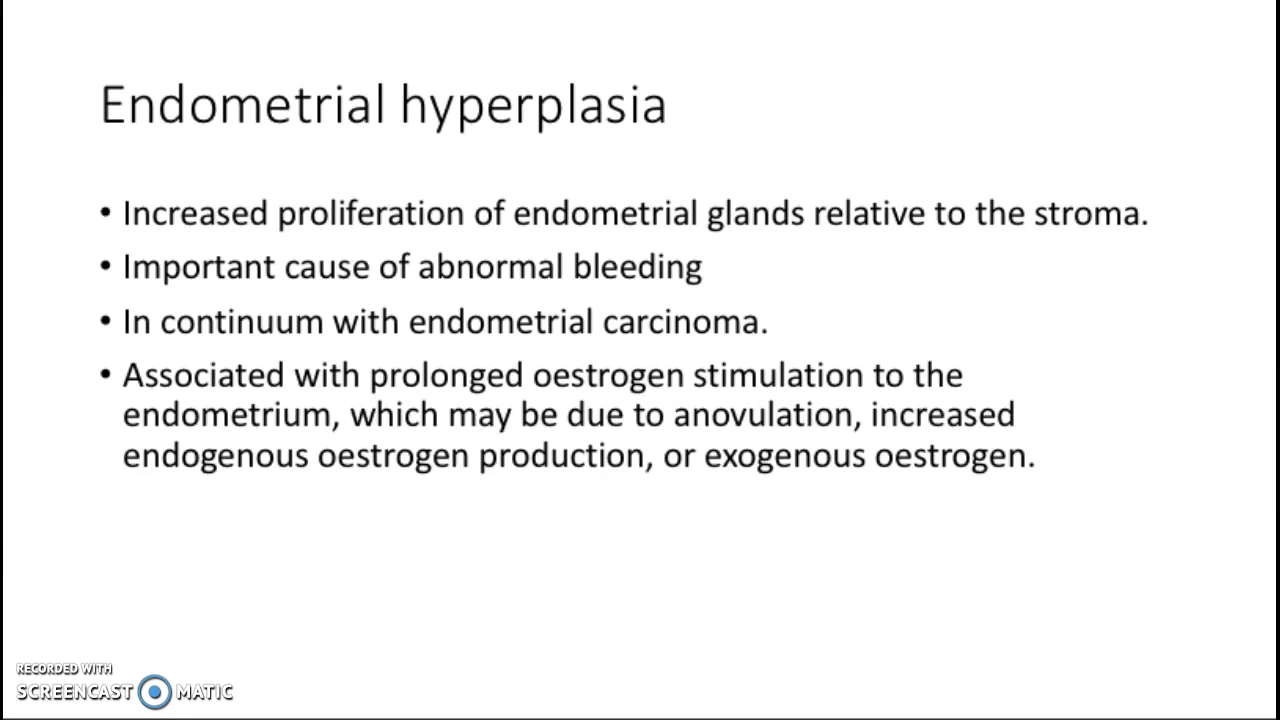 Endometrial hyperplasia
• Increased proliferation of endometrial glands relative to the stroma.
• Important cause of abnormal bleeding
• In continuum with endometrial carcinoma.
• Associated with prolonged oestrogen stimulation to the
endometrium, which may be due to anovulation, increased
endogenous oestrogen production, or exogenous oestrogen.
RECORDED WITH
SCREENCAST MATIC